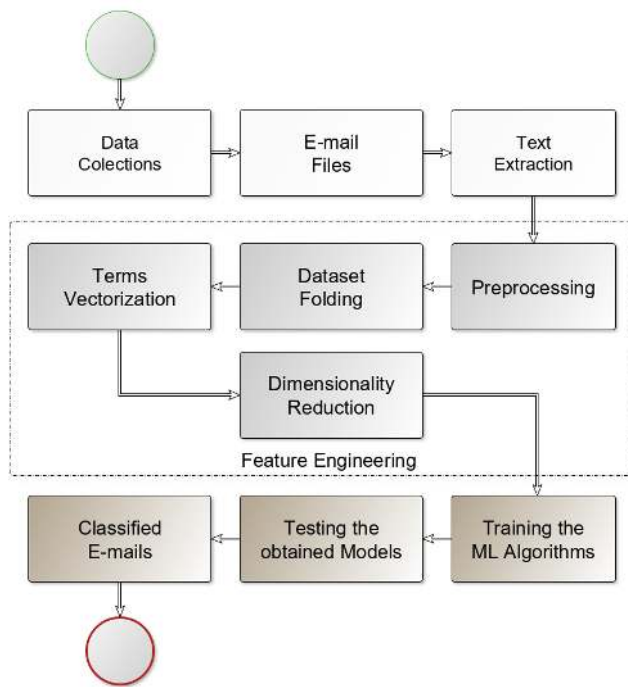 Data
Colections
E-mail
Files
Text
Extraction
Preprocessing
Dataset
Folding
Terms
Vectorization
Dimensionality
Reduction
Feature Engineering
Training the
ML Algorithms
Testing the
obtained Models
Classified
E-mails